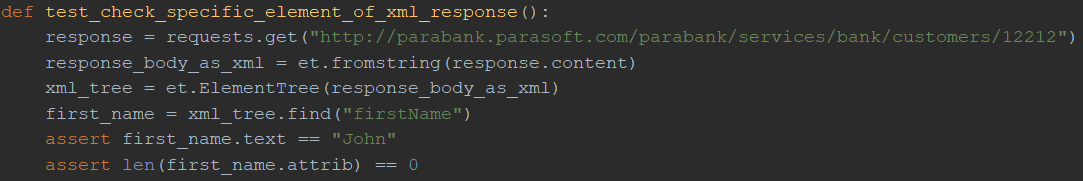 def test_check_specific_element_of_xml_response():
    response = requests.get("http://parabank.parasoft.com/parabank/services/bank/customers/12212")
    response_body_as_xml = et.fromstring(response.content)
    xml_tree = et.ElementTree(response_body_as_xml)
    first_name = xml_tree.find("firstName")
    assert first_name.text == "John"
    assert len(first_name.attrib) == 0